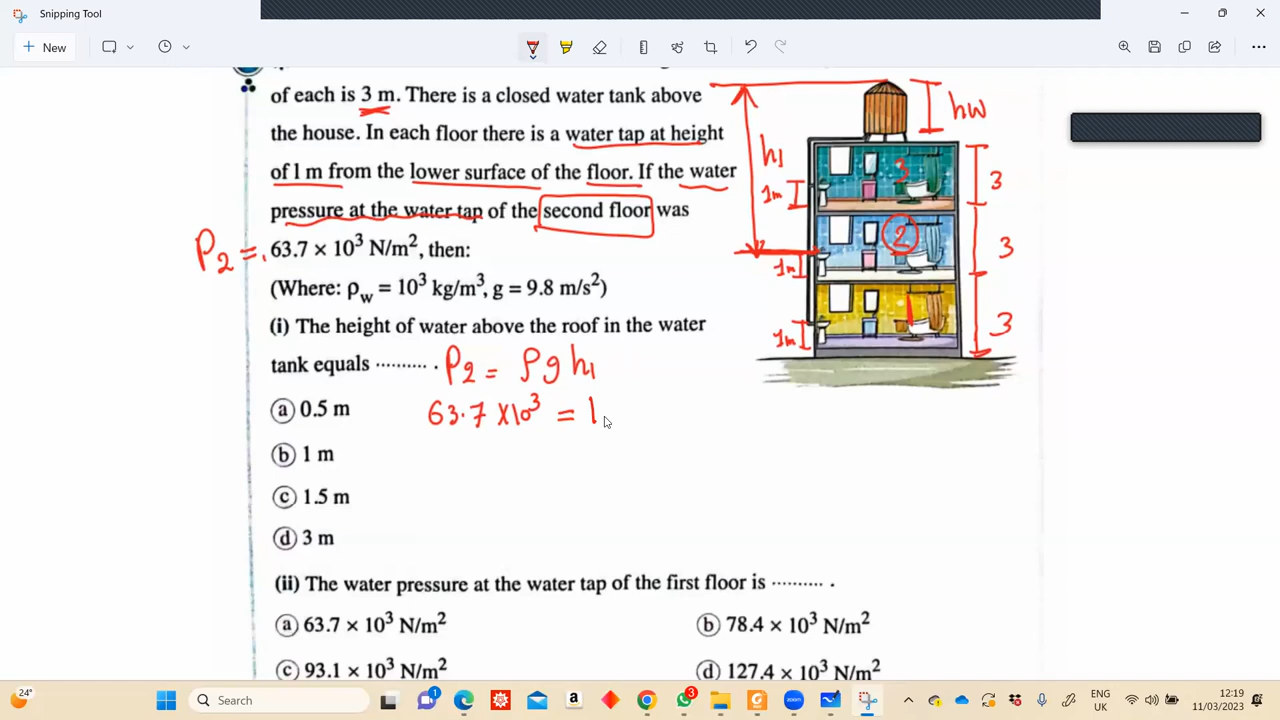 Snipping Tool
New
of each is 3 m. There is a closed water tank above
the house. In each floor there is a water tap at height
of 1 m from the lower surface of the floor. If the water
pressure at the water tap of the second floor was
P2 = 63.7 × 10³ N/m², then:
(Where: ρw = 10³ kg/m³, g = 9.8 m/s²)
(i) The height of water above the roof in the water
tank equals .......... .
P2 = ρ g h1
63.7 × 10³ = 1
ⓐ 0.5 m
ⓑ 1 m
ⓒ 1.5 m
ⓓ 3 m
hw
h1
1m
1m
1m
3
2
1
3
3
3
(ii) The water pressure at the water tap of the first floor is .......... .
ⓐ 63.7 × 10³ N/m²
ⓑ 78.4 × 10³ N/m²
ⓒ 93.1 × 10³ N/m²
ⓓ 127.4 × 10³ N/m²
24°
Search
1
a
3
zoom
ENG
UK
12:19
11/03/2023